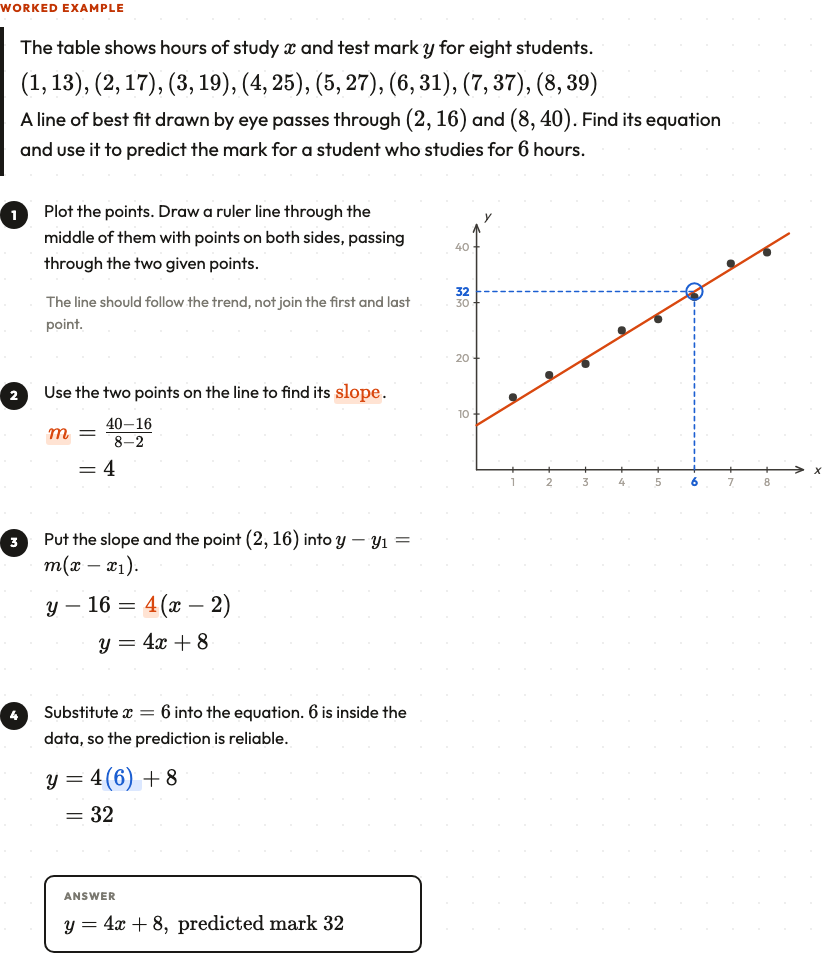 WORKED EXAMPLE
The table shows hours of study x and test mark y for eight students.
(1, 13), (2, 17), (3, 19), (4, 25), (5, 27), (6, 31), (7, 37), (8, 39)
A line of best fit drawn by eye passes through (2, 16) and (8, 40). Find its equation
and use it to predict the mark for a student who studies for 6 hours.
1 Plot the points. Draw a ruler line through the
middle of them with points on both sides, passing
through the two given points.
The line should follow the trend, not join the first and last
point.
2 Use the two points on the line to find its slope.
m = \frac{40-16}{8-2}
= 4
3 Put the slope and the point (2, 16) into y − y₁ =
m(x − x₁).
y − 16 = 4(x − 2)
y = 4x + 8
4 Substitute x = 6 into the equation. 6 is inside the
data, so the prediction is reliable.
y = 4(6) + 8
= 32
ANSWER
y = 4x + 8, predicted mark 32
y
40
32
30
20
10
1 2 3 4 5 6 7 8
x